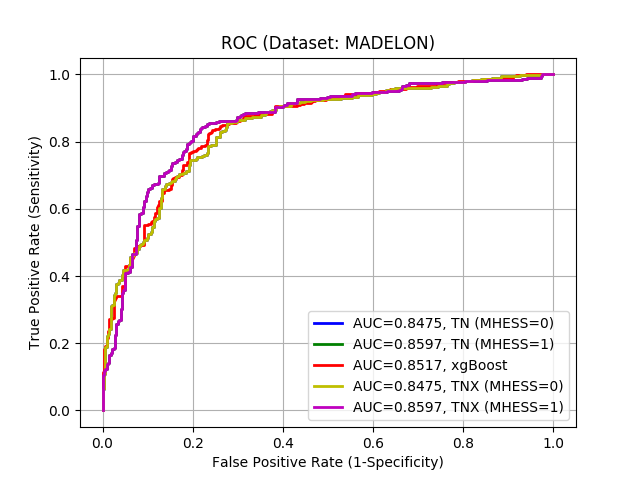 ROC (Dataset: MADELON)
True Positive Rate (Sensitivity)
1.0
0.8
0.6
0.4
0.2
0.0
AUC=0.8475, TN (MHESS=0)
AUC=0.8597, TN (MHESS=1)
AUC=0.8517, xgBoost
AUC=0.8475, TNX (MHESS=0)
AUC=0.8597, TNX (MHESS=1)
0.0 0.2 0.4 0.6 0.8 1.0
False Positive Rate (1-Specificity)